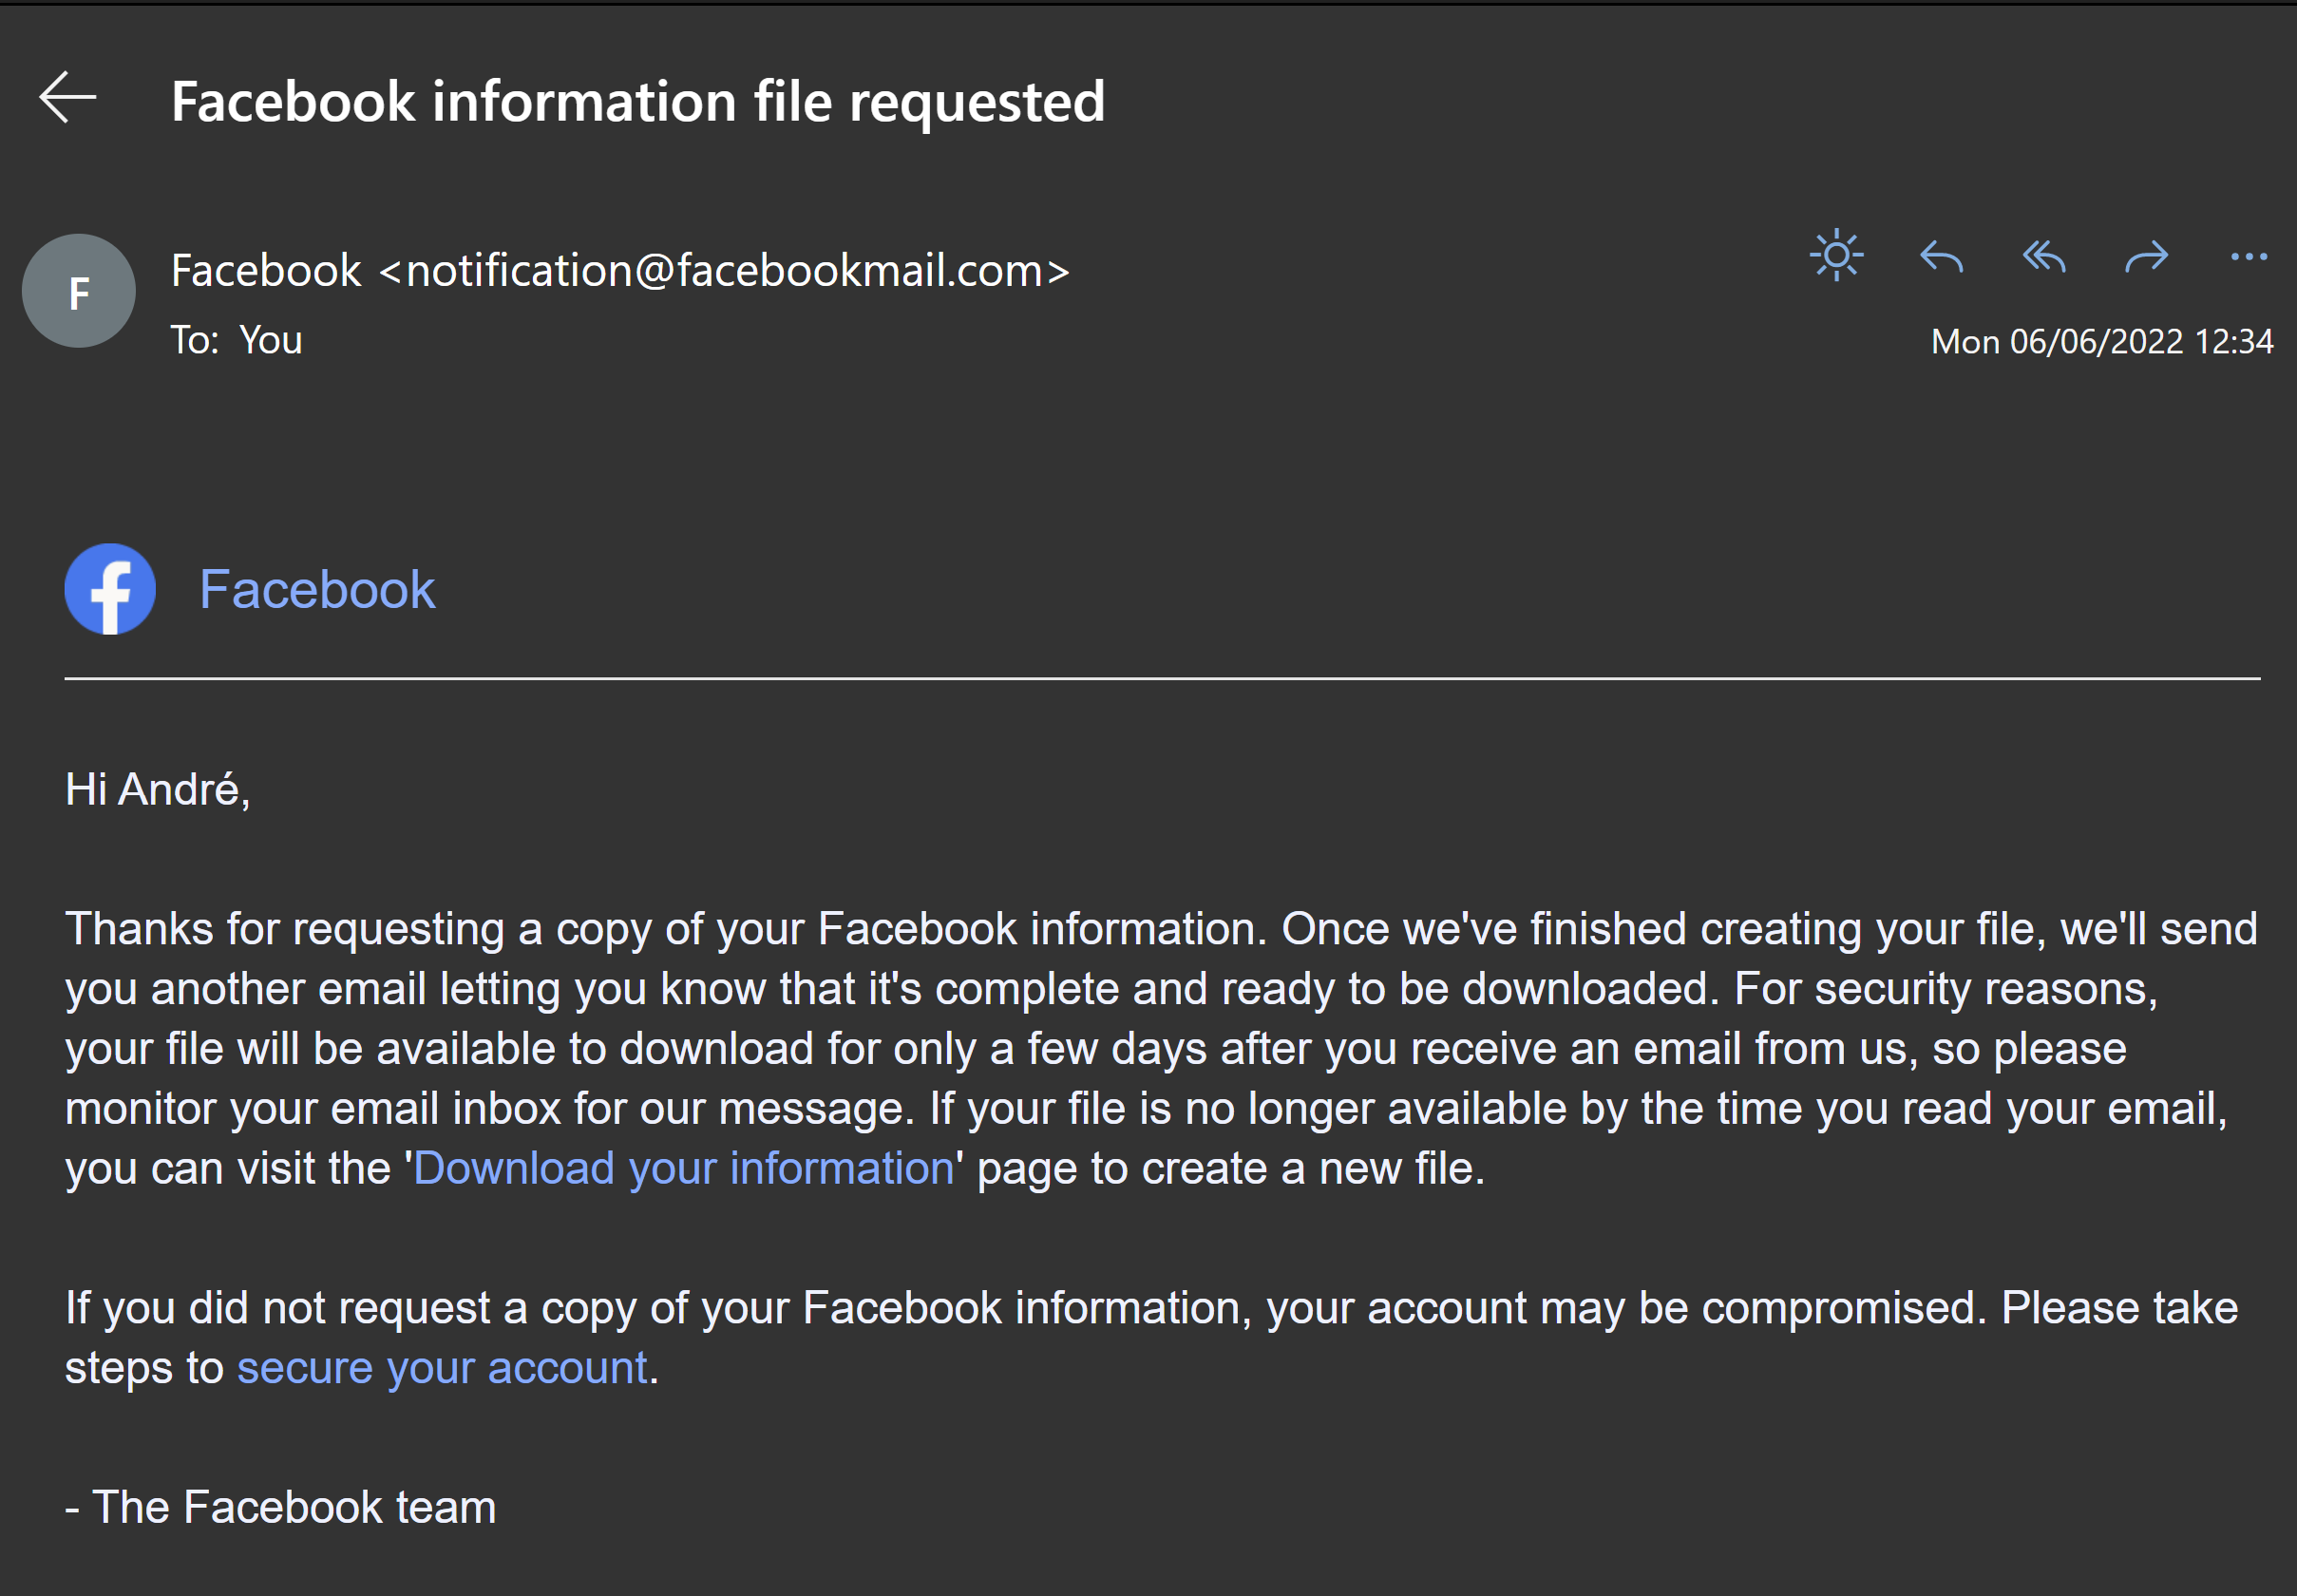 Facebook information file requested
F
Facebook <notification@facebookmail.com>
To: You
Mon 06/06/2022 12:34
Facebook
Hi André,
Thanks for requesting a copy of your Facebook information. Once we've finished creating your file, we'll send
you another email letting you know that it's complete and ready to be downloaded. For security reasons,
your file will be available to download for only a few days after you receive an email from us, so please
monitor your email inbox for our message. If your file is no longer available by the time you read your email,
you can visit the 'Download your information' page to create a new file.
If you did not request a copy of your Facebook information, your account may be compromised. Please take
steps to secure your account.
- The Facebook team